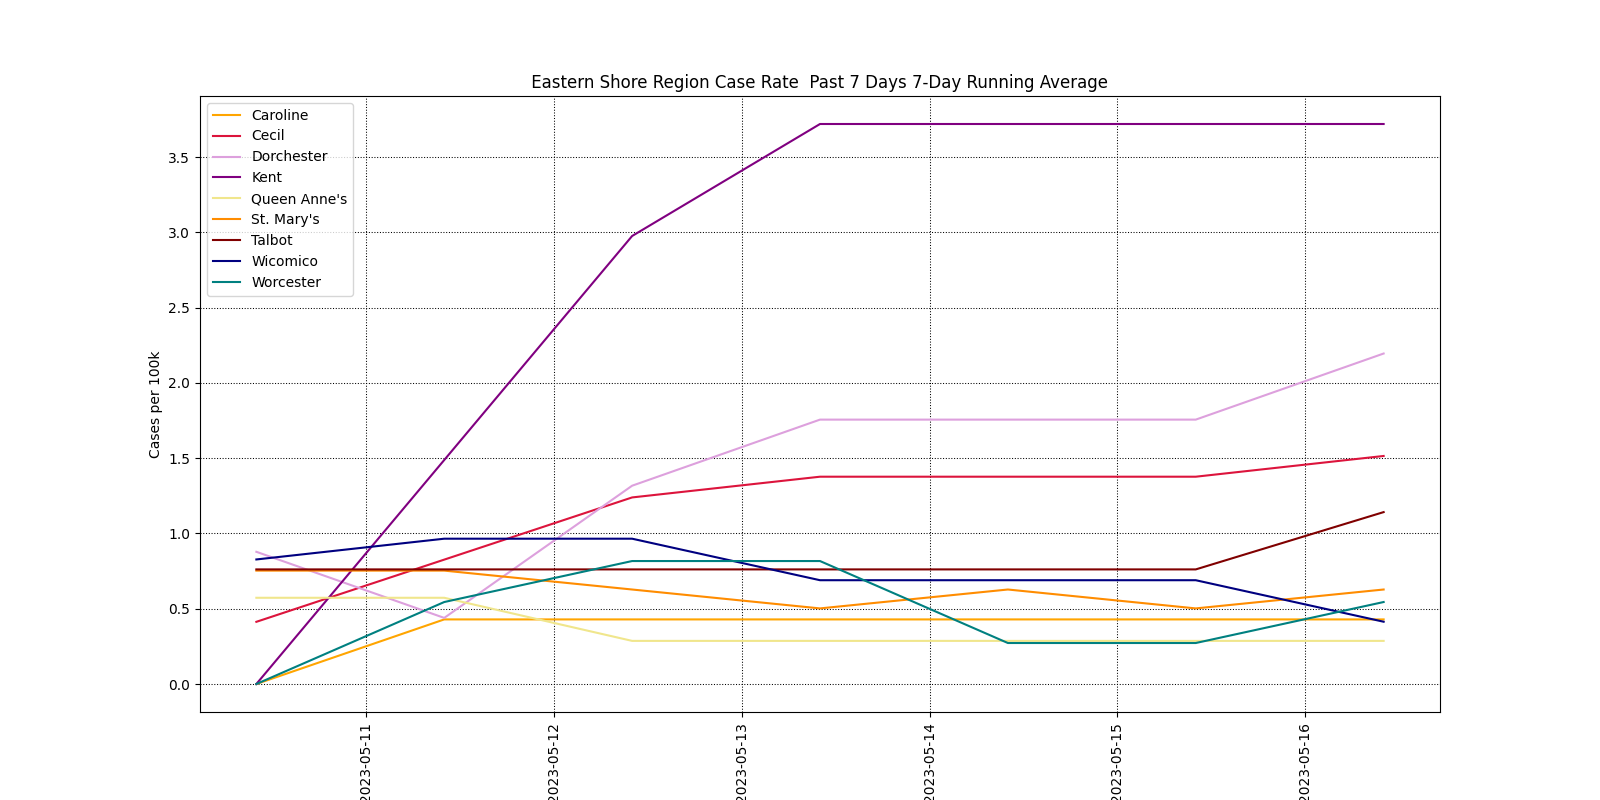 Eastern Shore Region Case Rate  Past 7 Days 7-Day Running Average
Caroline
Cecil
Dorchester
Kent
Queen Anne's
St. Mary's
Talbot
Wicomico
Worcester
Cases per 100k
3.5
3.0
2.5
2.0
1.5
1.0
0.5
0.0
2023-05-11
2023-05-12
2023-05-13
2023-05-14
2023-05-15
2023-05-16